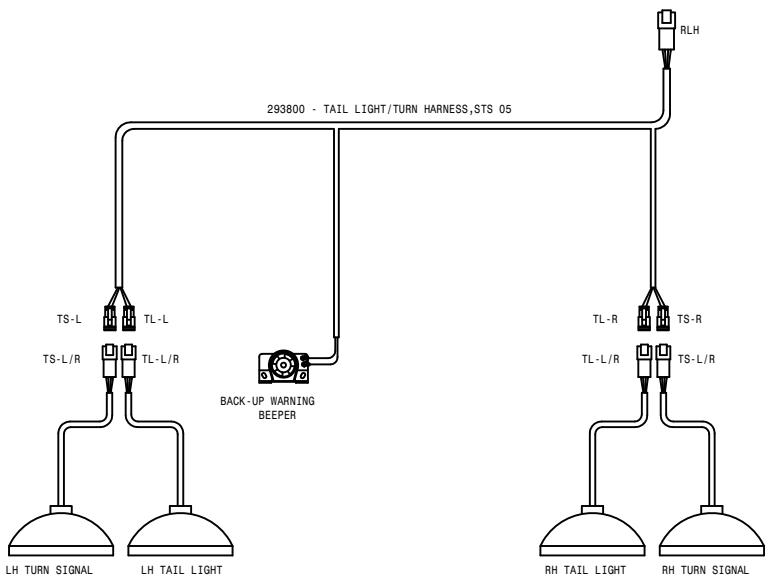 RLH
293800 - TAIL LIGHT/TURN HARNESS,STS 05
TS-L
TL-L
TL-R
TS-R
TS-L/R
TL-L/R
TL-L/R
TS-L/R
BACK-UP WARNING
BEEPER
LH TURN SIGNAL
LH TAIL LIGHT
RH TAIL LIGHT
RH TURN SIGNAL